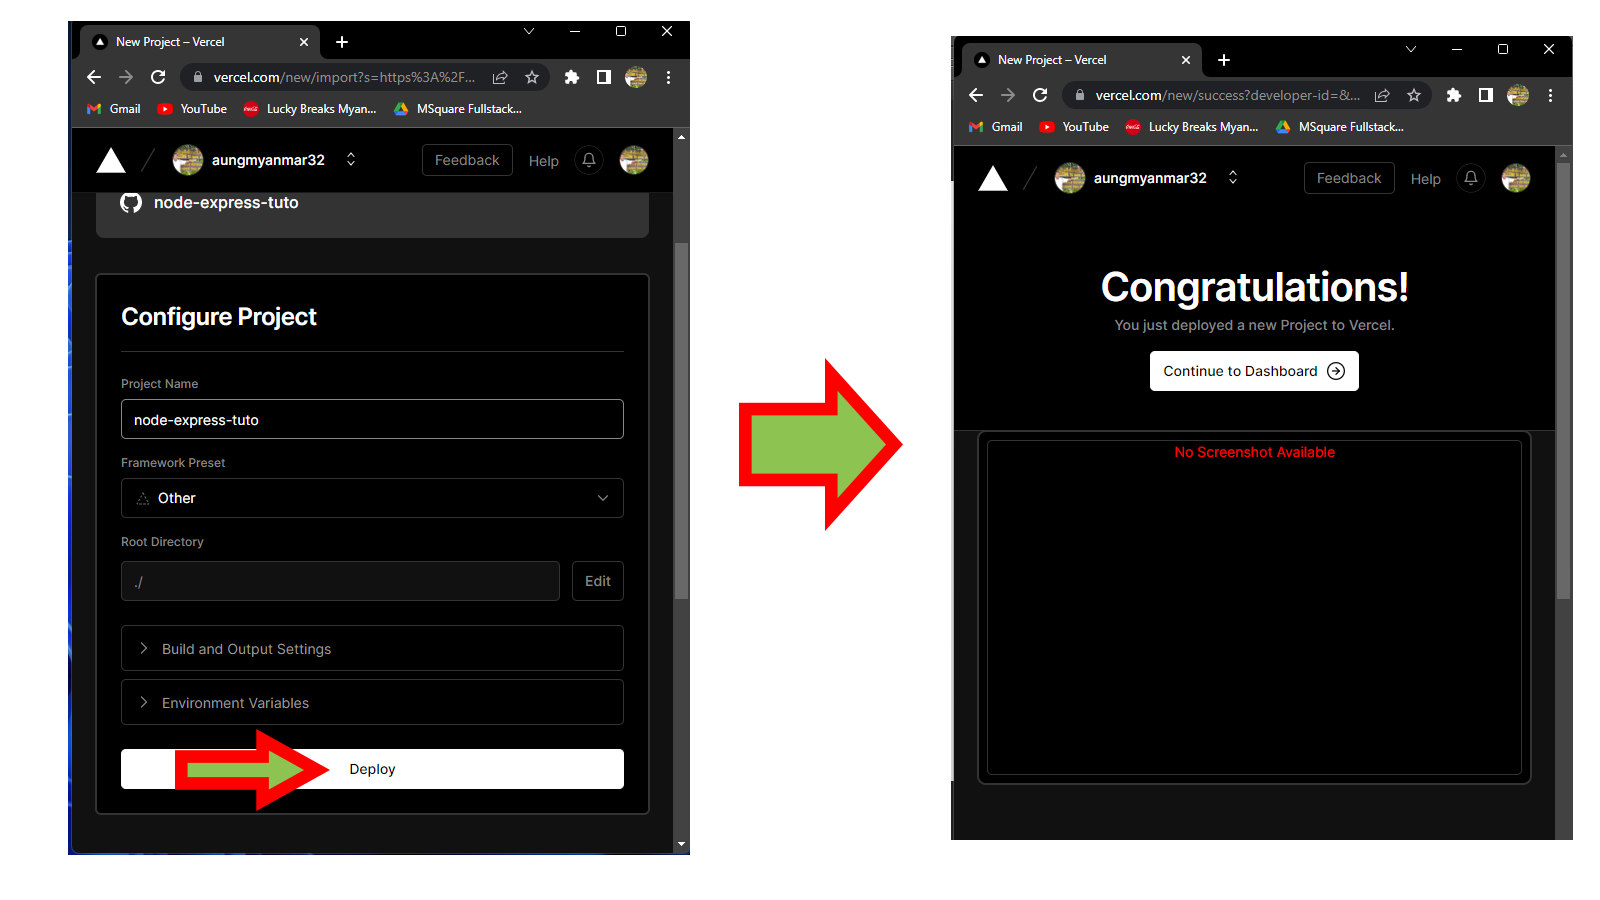 New Project – Vercel
vercel.com/new/import?s=https%3A%2F...
Gmail
YouTube
Lucky Breaks Myan...
MSquare Fullstack...
aungmyanmar32
Feedback
Help
node-express-tuto
Configure Project
Project Name
node-express-tuto
Framework Preset
Other
Root Directory
./
Edit
Build and Output Settings
Environment Variables
Deploy
New Project – Vercel
vercel.com/new/success?developer-id=&...
Gmail
YouTube
Lucky Breaks Myan...
MSquare Fullstack...
aungmyanmar32
Feedback
Help
Congratulations!
You just deployed a new Project to Vercel.
Continue to Dashboard
No Screenshot Available